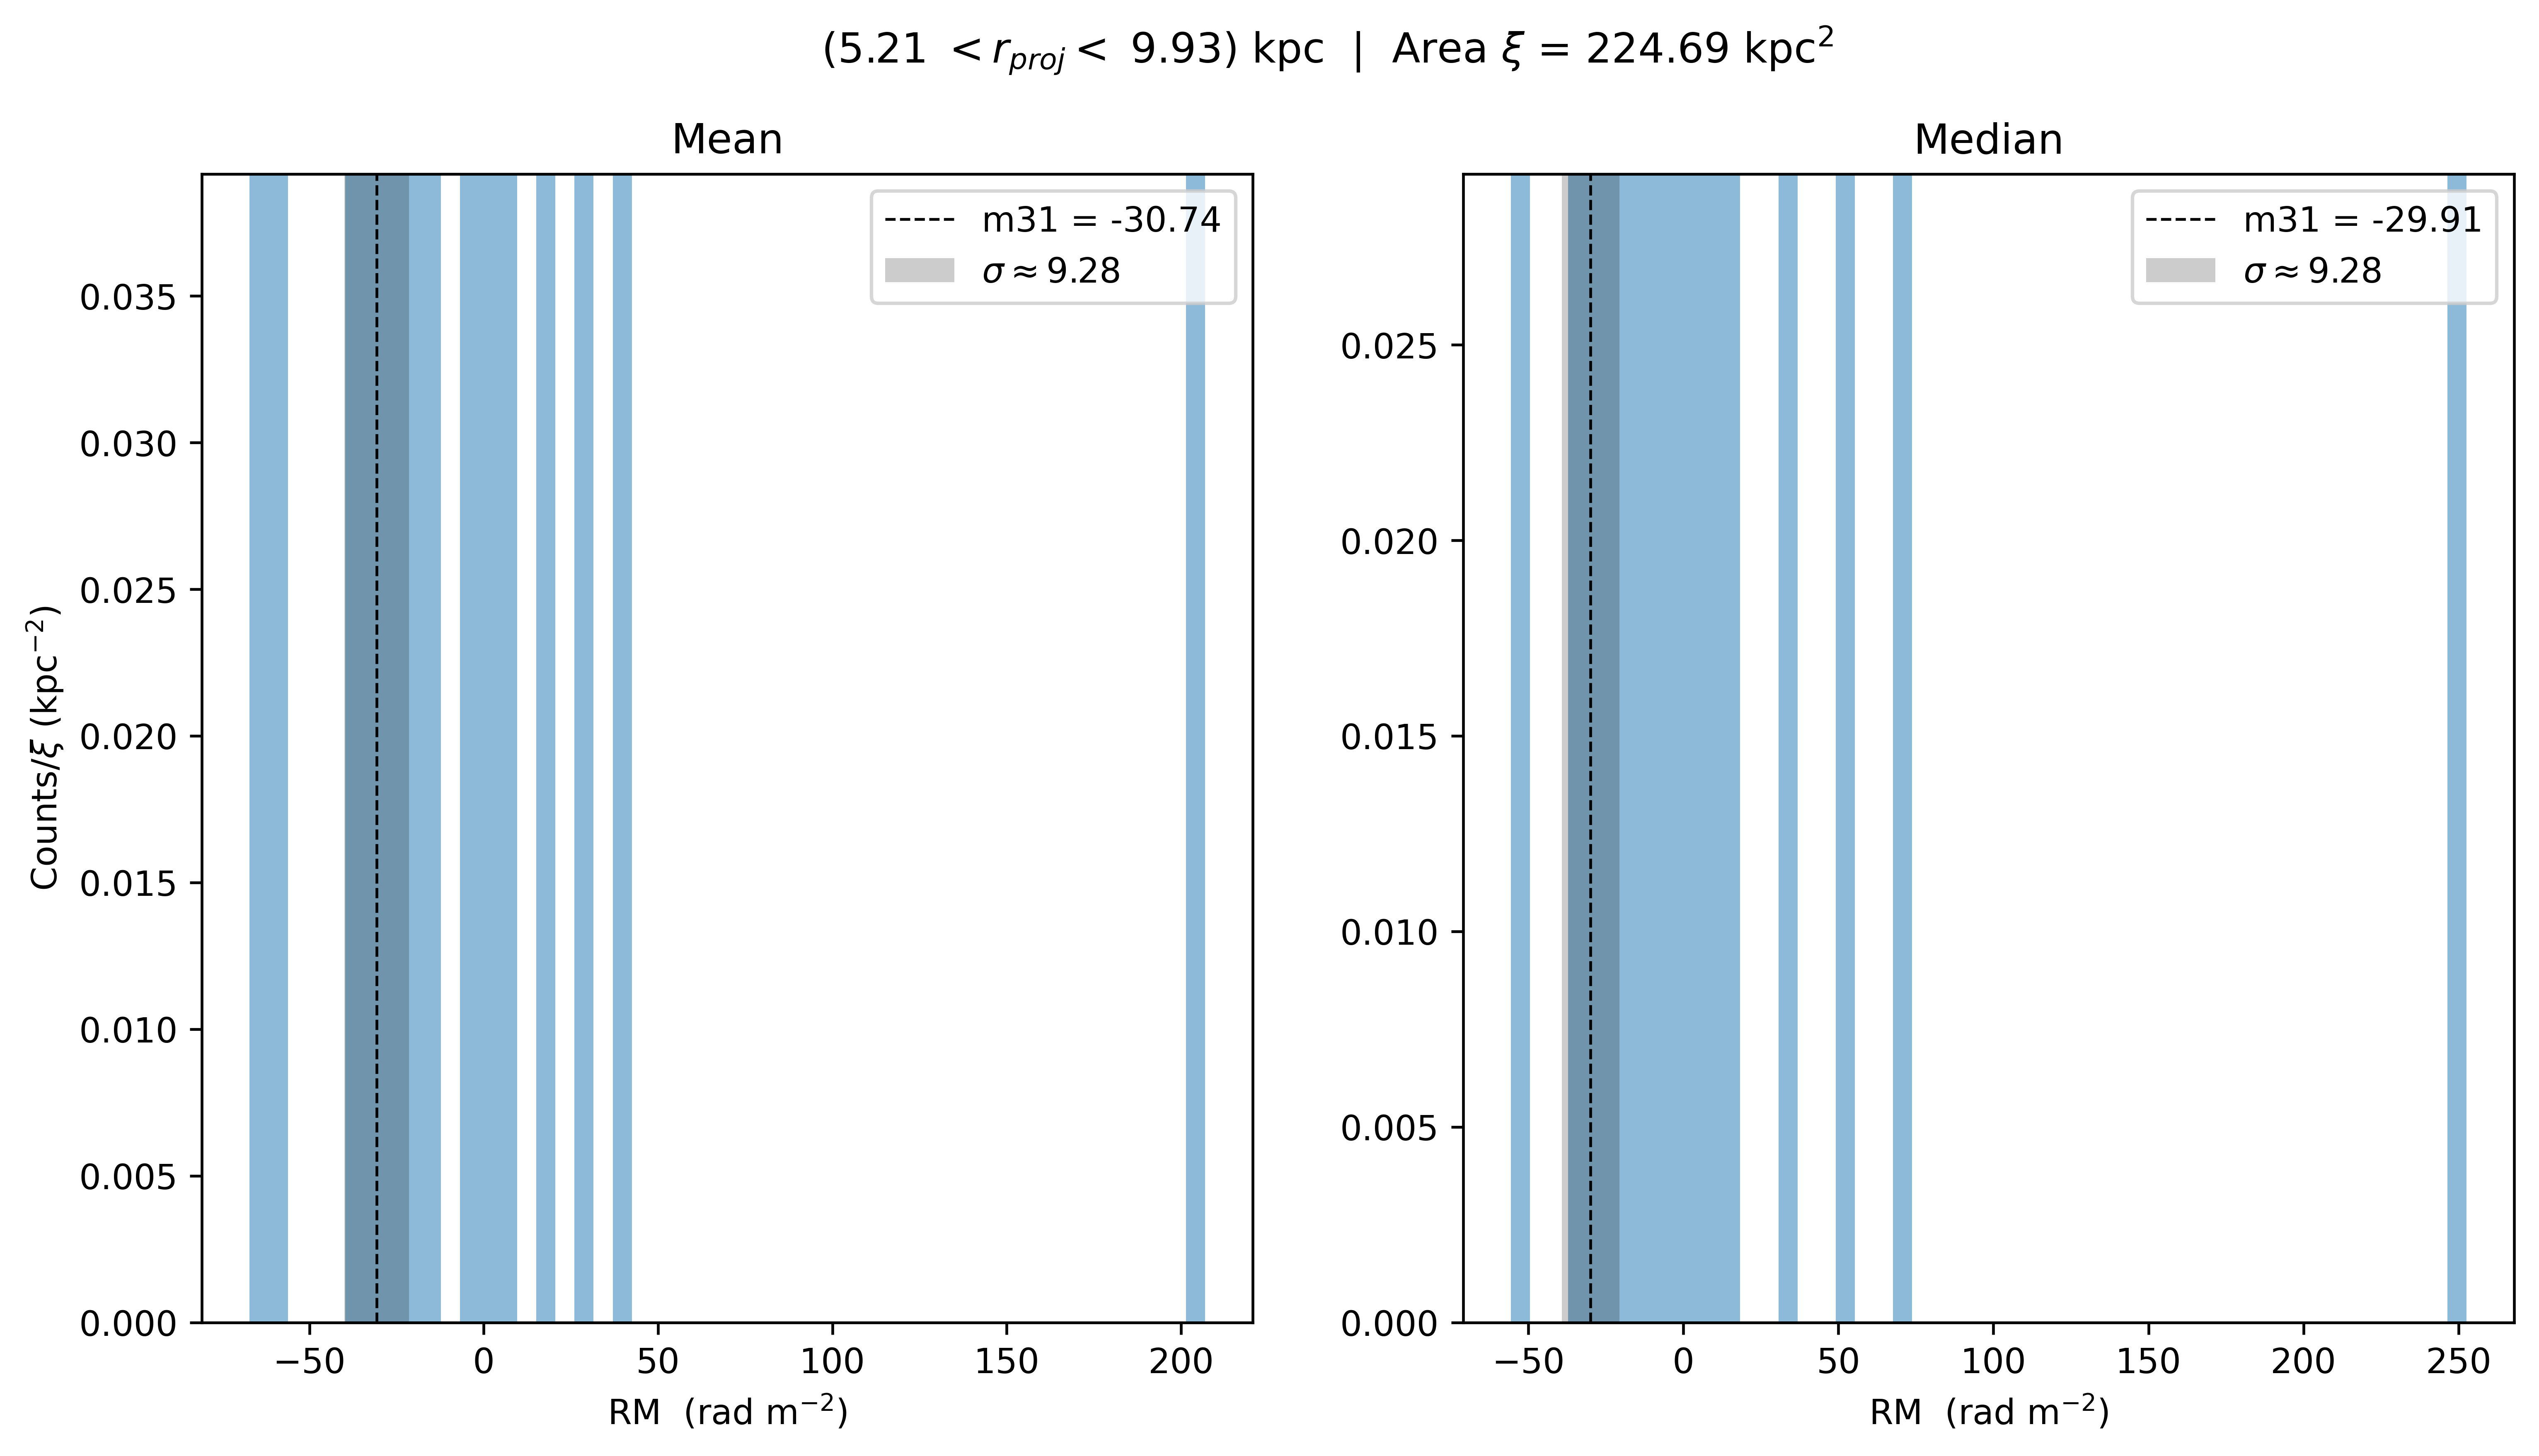 (5.21 < r_proj < 9.93) kpc | Area ξ = 224.69 kpc²
Mean
m31 = -30.74
σ ≈ 9.28
Counts/ξ (kpc⁻²)
0.035
0.030
0.025
0.020
0.015
0.010
0.005
0.000
−50 0 50 100 150 200
RM (rad m⁻²)
Median
m31 = -29.91
σ ≈ 9.28
0.025
0.020
0.015
0.010
0.005
0.000
−50 0 50 100 150 200 250
RM (rad m⁻²)